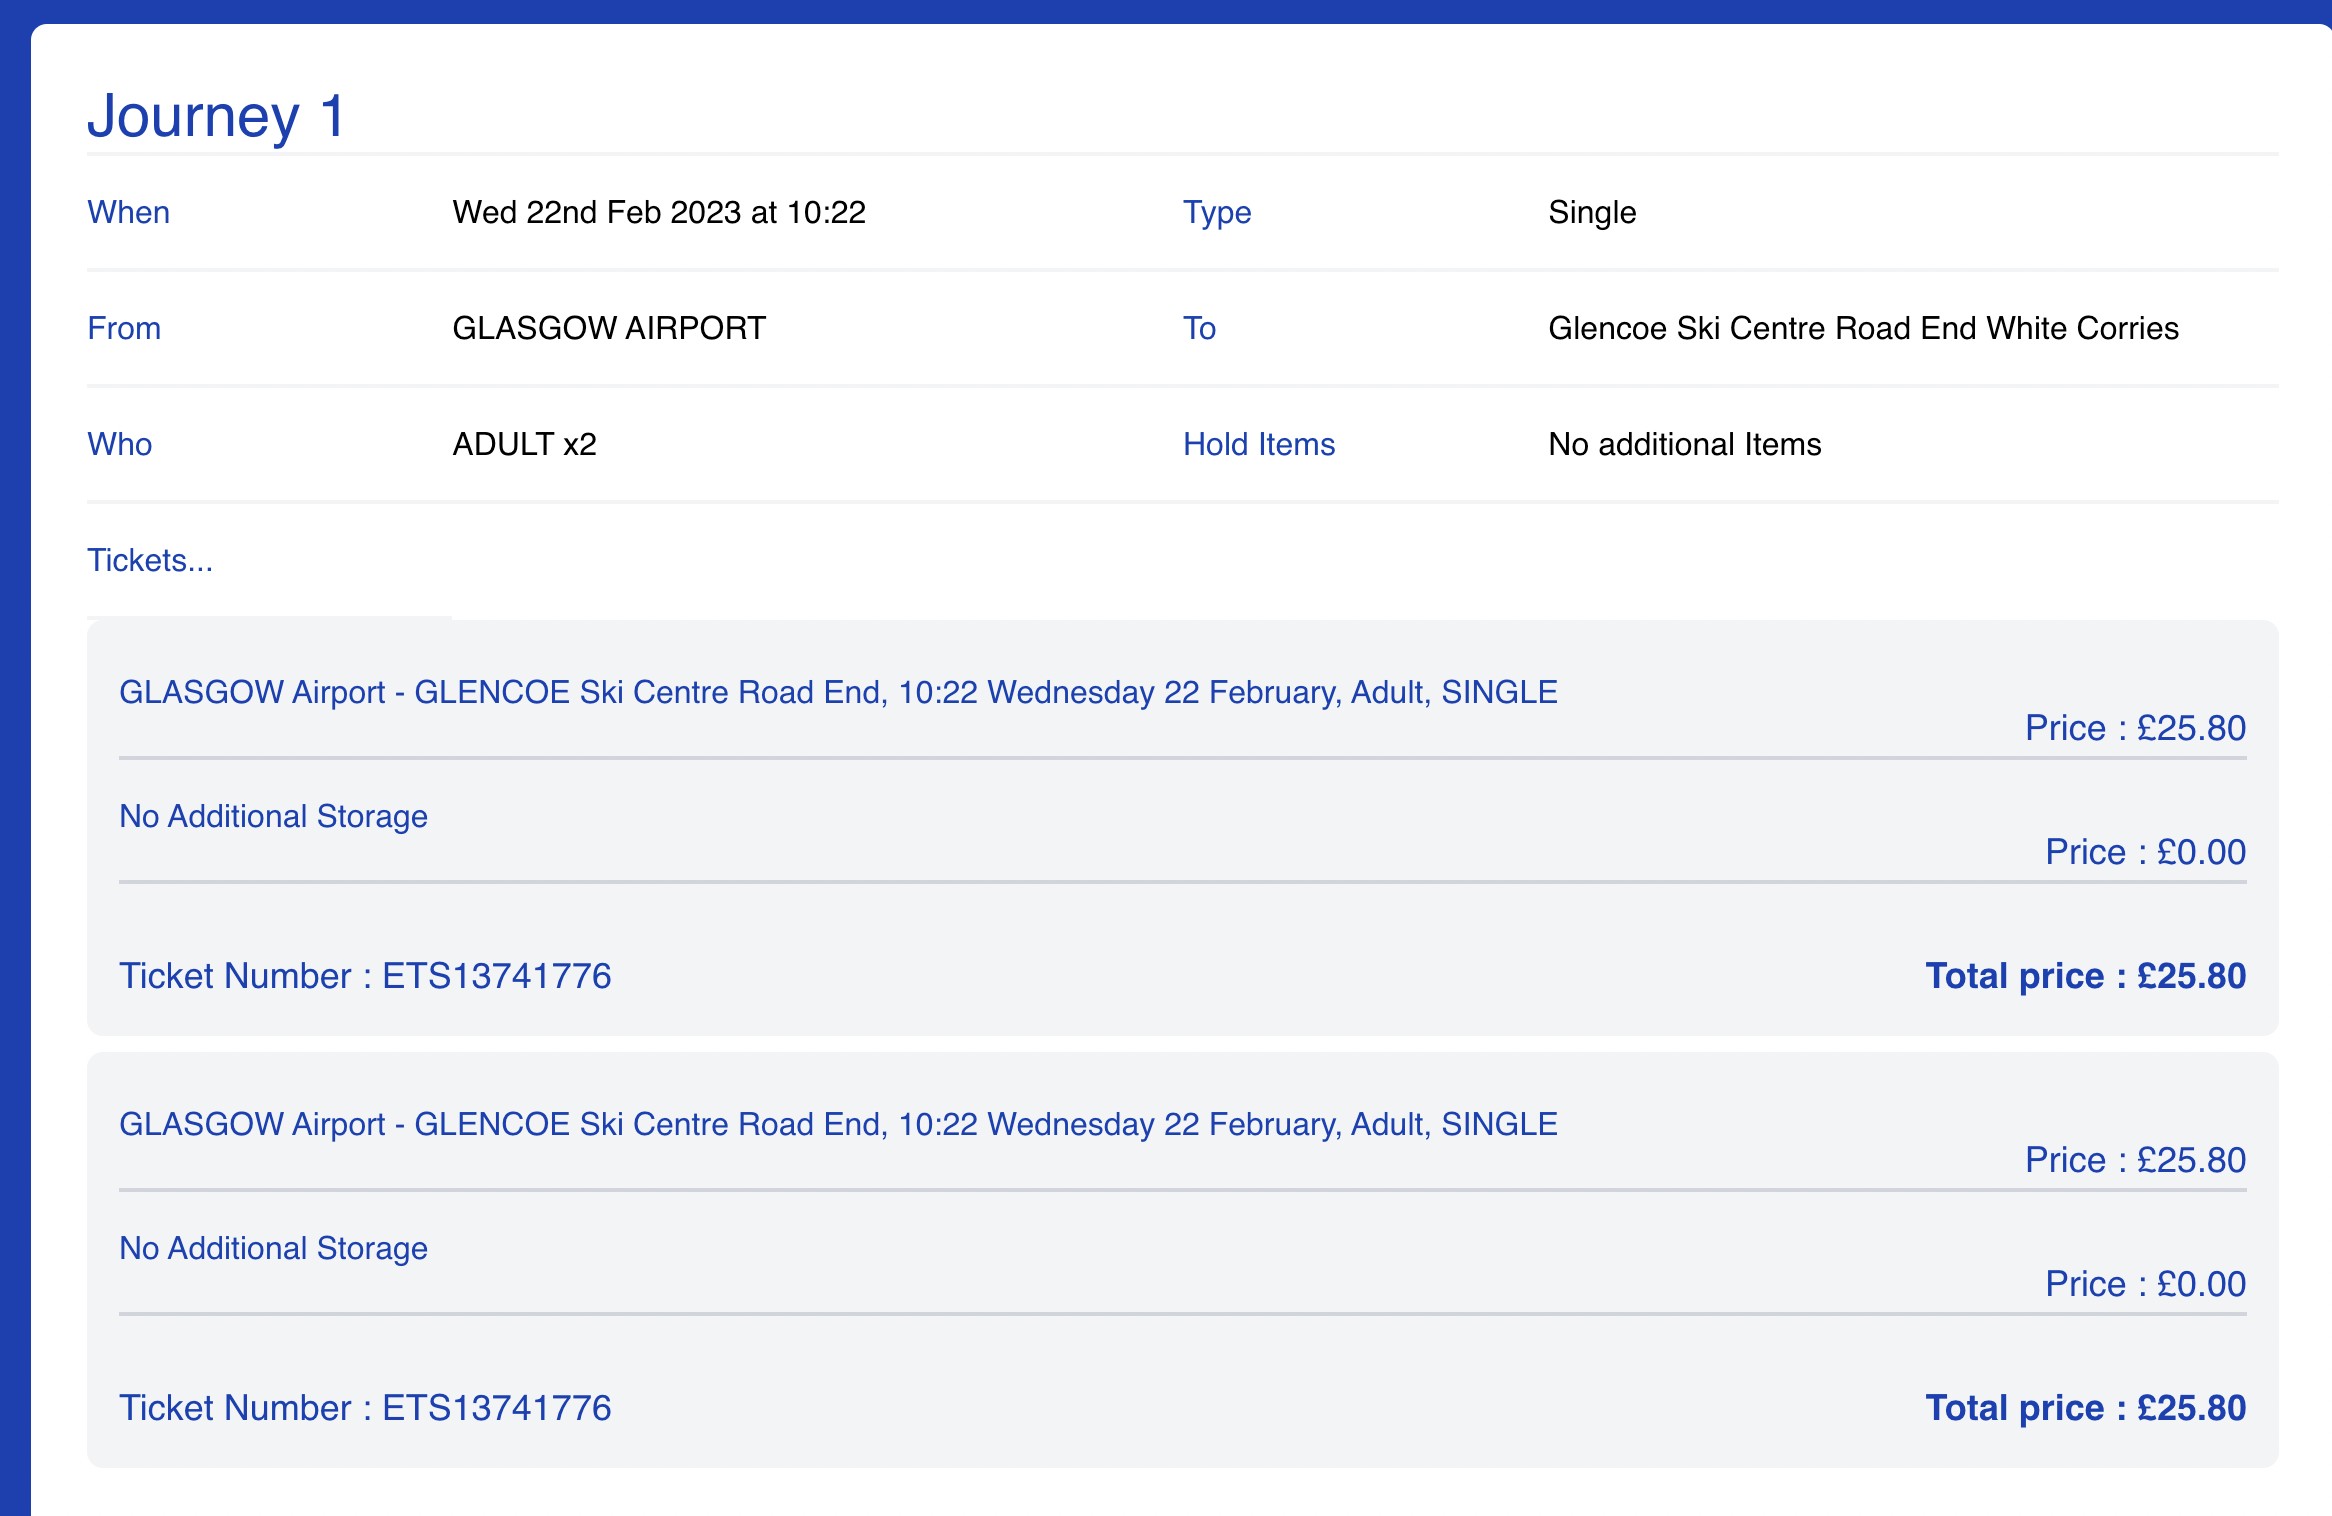 Journey 1
When Wed 22nd Feb 2023 at 10:22 Type Single
From GLASGOW AIRPORT To Glencoe Ski Centre Road End White Corries
Who ADULT x2 Hold Items No additional Items
Tickets...
GLASGOW Airport - GLENCOE Ski Centre Road End, 10:22 Wednesday 22 February, Adult, SINGLE
Price : £25.80
No Additional Storage
Price : £0.00
Ticket Number : ETS13741776 Total price : £25.80
GLASGOW Airport - GLENCOE Ski Centre Road End, 10:22 Wednesday 22 February, Adult, SINGLE
Price : £25.80
No Additional Storage
Price : £0.00
Ticket Number : ETS13741776 Total price : £25.80